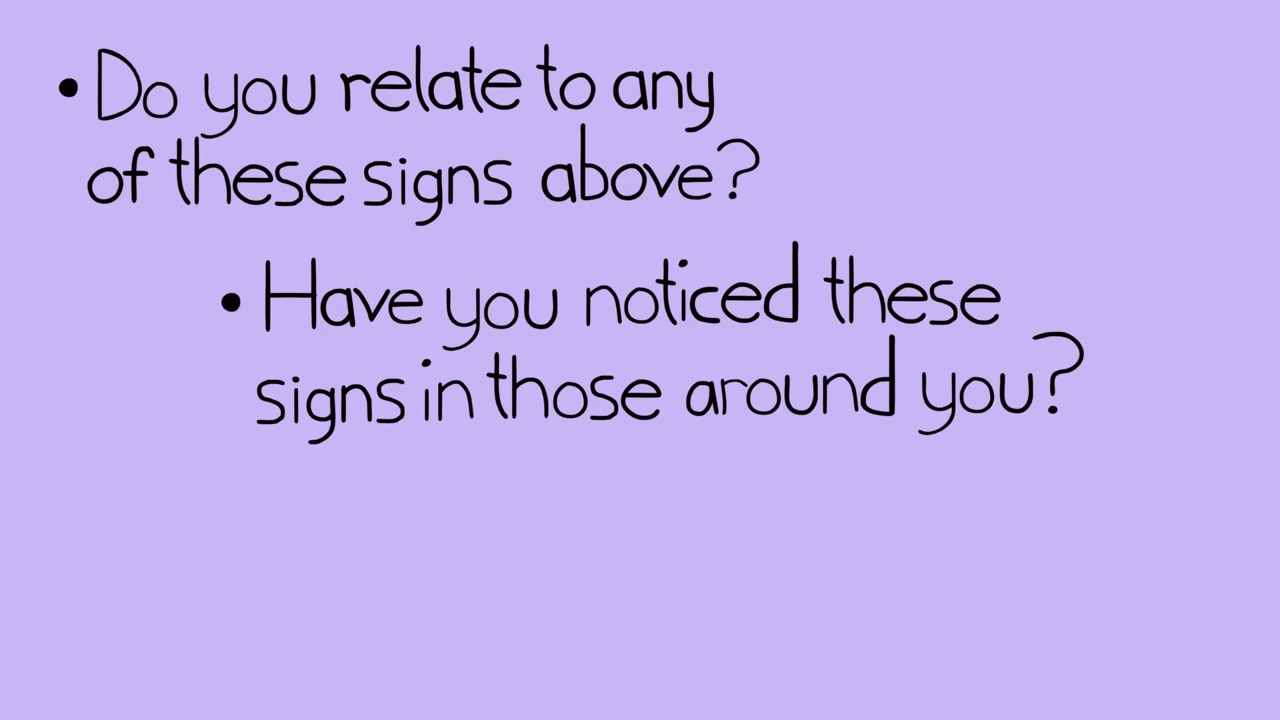 • Do you relate to any
of these signs above?
• Have you noticed these
signs in those around you?